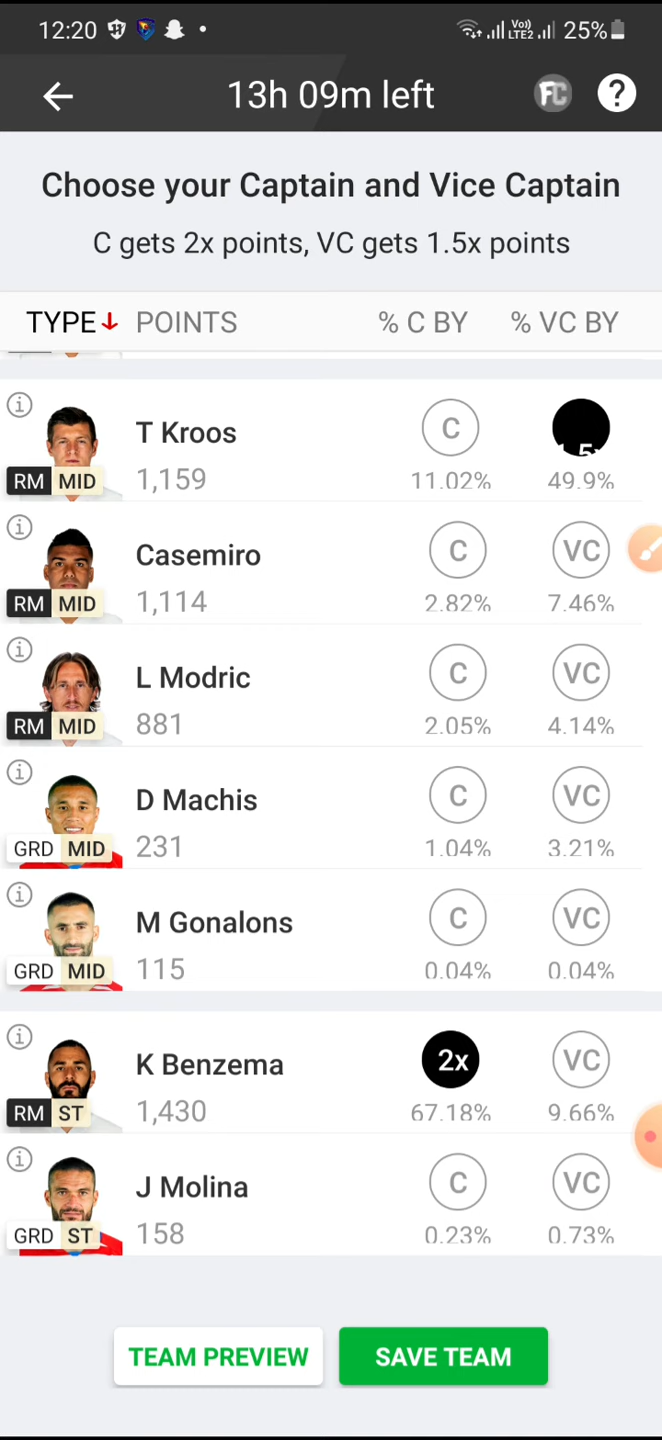 12:20 Vo)) LTE2 25%
13h 09m left FC ?
Choose your Captain and Vice Captain
C gets 2x points, VC gets 1.5x points
TYPE POINTS % C BY % VC BY
T Kroos C
RM MID 1,159 11.02% 49.9%
Casemiro C VC
RM MID 1,114 2.82% 7.46%
L Modric C VC
RM MID 881 2.05% 4.14%
D Machis C VC
GRD MID 231 1.04% 3.21%
M Gonalons C VC
GRD MID 115 0.04% 0.04%
K Benzema 2x VC
RM ST 1,430 67.18% 9.66%
J Molina C VC
GRD ST 158 0.23% 0.73%
TEAM PREVIEW SAVE TEAM